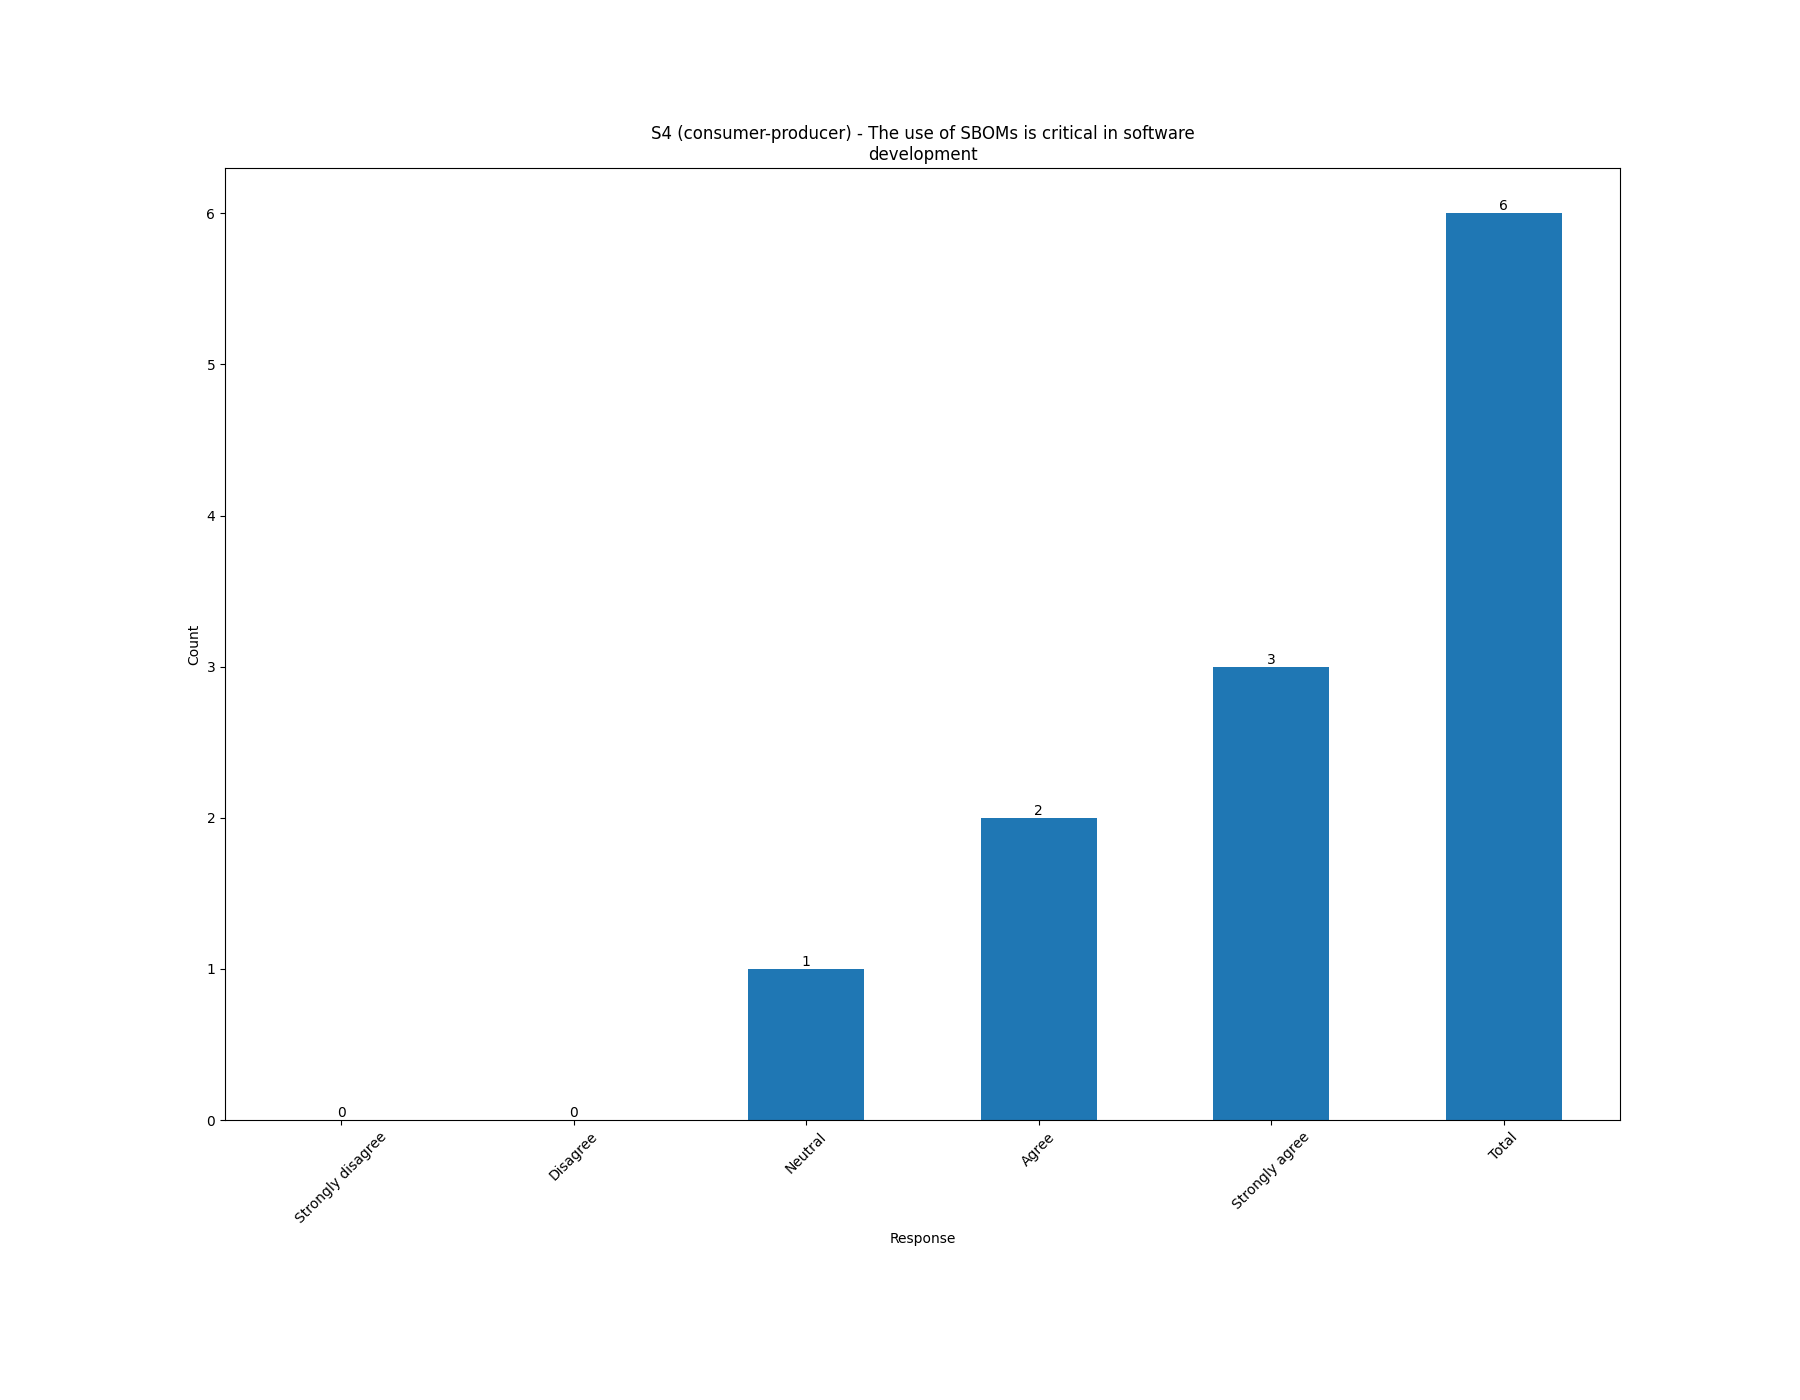 S4 (consumer-producer) - The use of SBOMs is critical in software
development
6
5
4
3
2
1
0
Count
0
0
1
2
3
6
Strongly disagree
Disagree
Neutral
Agree
Strongly agree
Total
Response